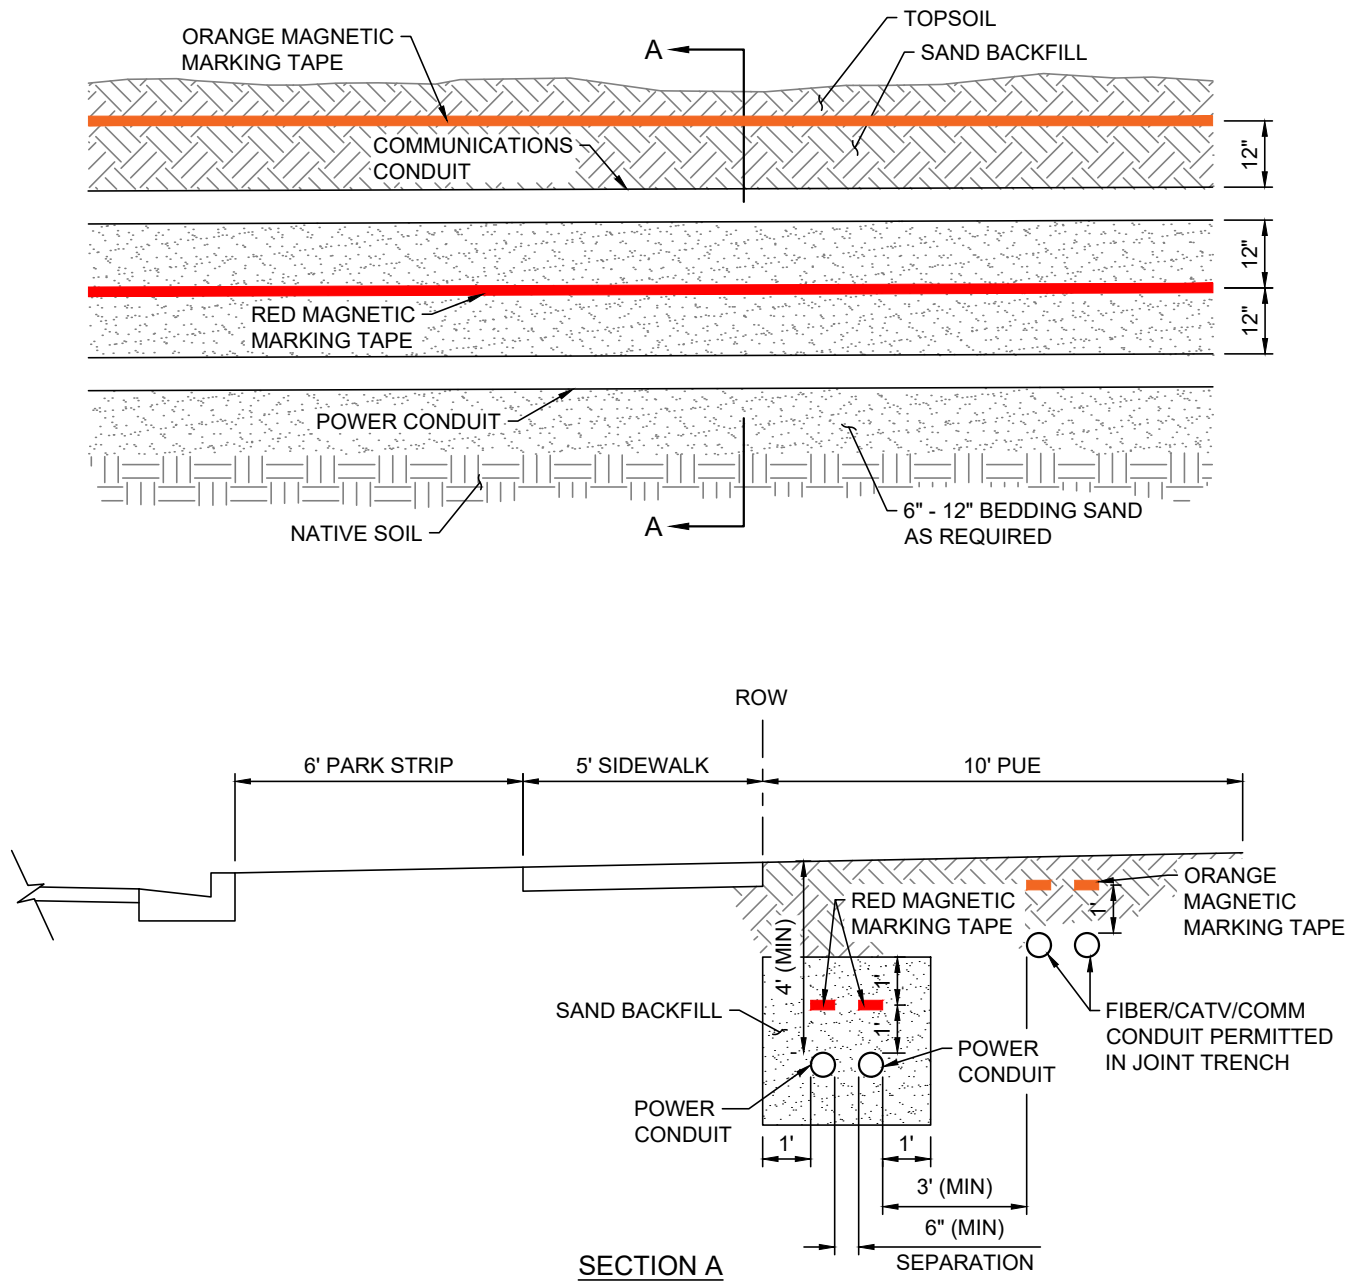 ORANGE MAGNETIC
MARKING TAPE
A
TOPSOIL
SAND BACKFILL
COMMUNICATIONS
CONDUIT
12"
12"
12"
RED MAGNETIC
MARKING TAPE
POWER CONDUIT
NATIVE SOIL
A
6" - 12" BEDDING SAND
AS REQUIRED
ROW
6' PARK STRIP
5' SIDEWALK
10' PUE
RED MAGNETIC
MARKING TAPE
ORANGE
MAGNETIC
MARKING TAPE
1'
4' (MIN)
1'
1'
SAND BACKFILL
FIBER/CATV/COMM
CONDUIT PERMITTED
IN JOINT TRENCH
POWER
CONDUIT
POWER
CONDUIT
1'
1'
3' (MIN)
6" (MIN)
SEPARATION
SECTION A